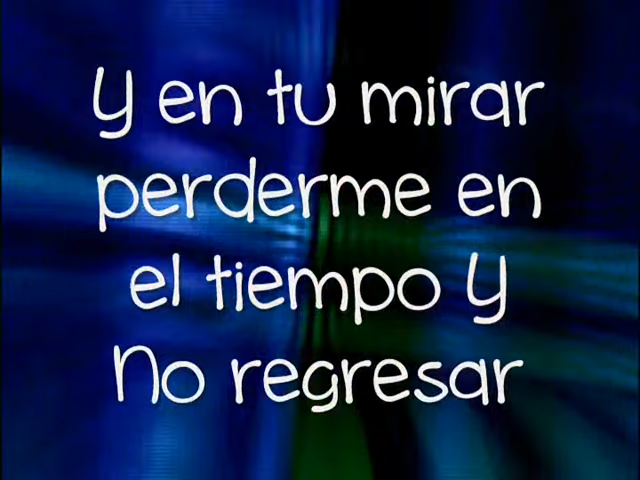 Y en tu mirar
perderme en
el tiempo Y
No regresar